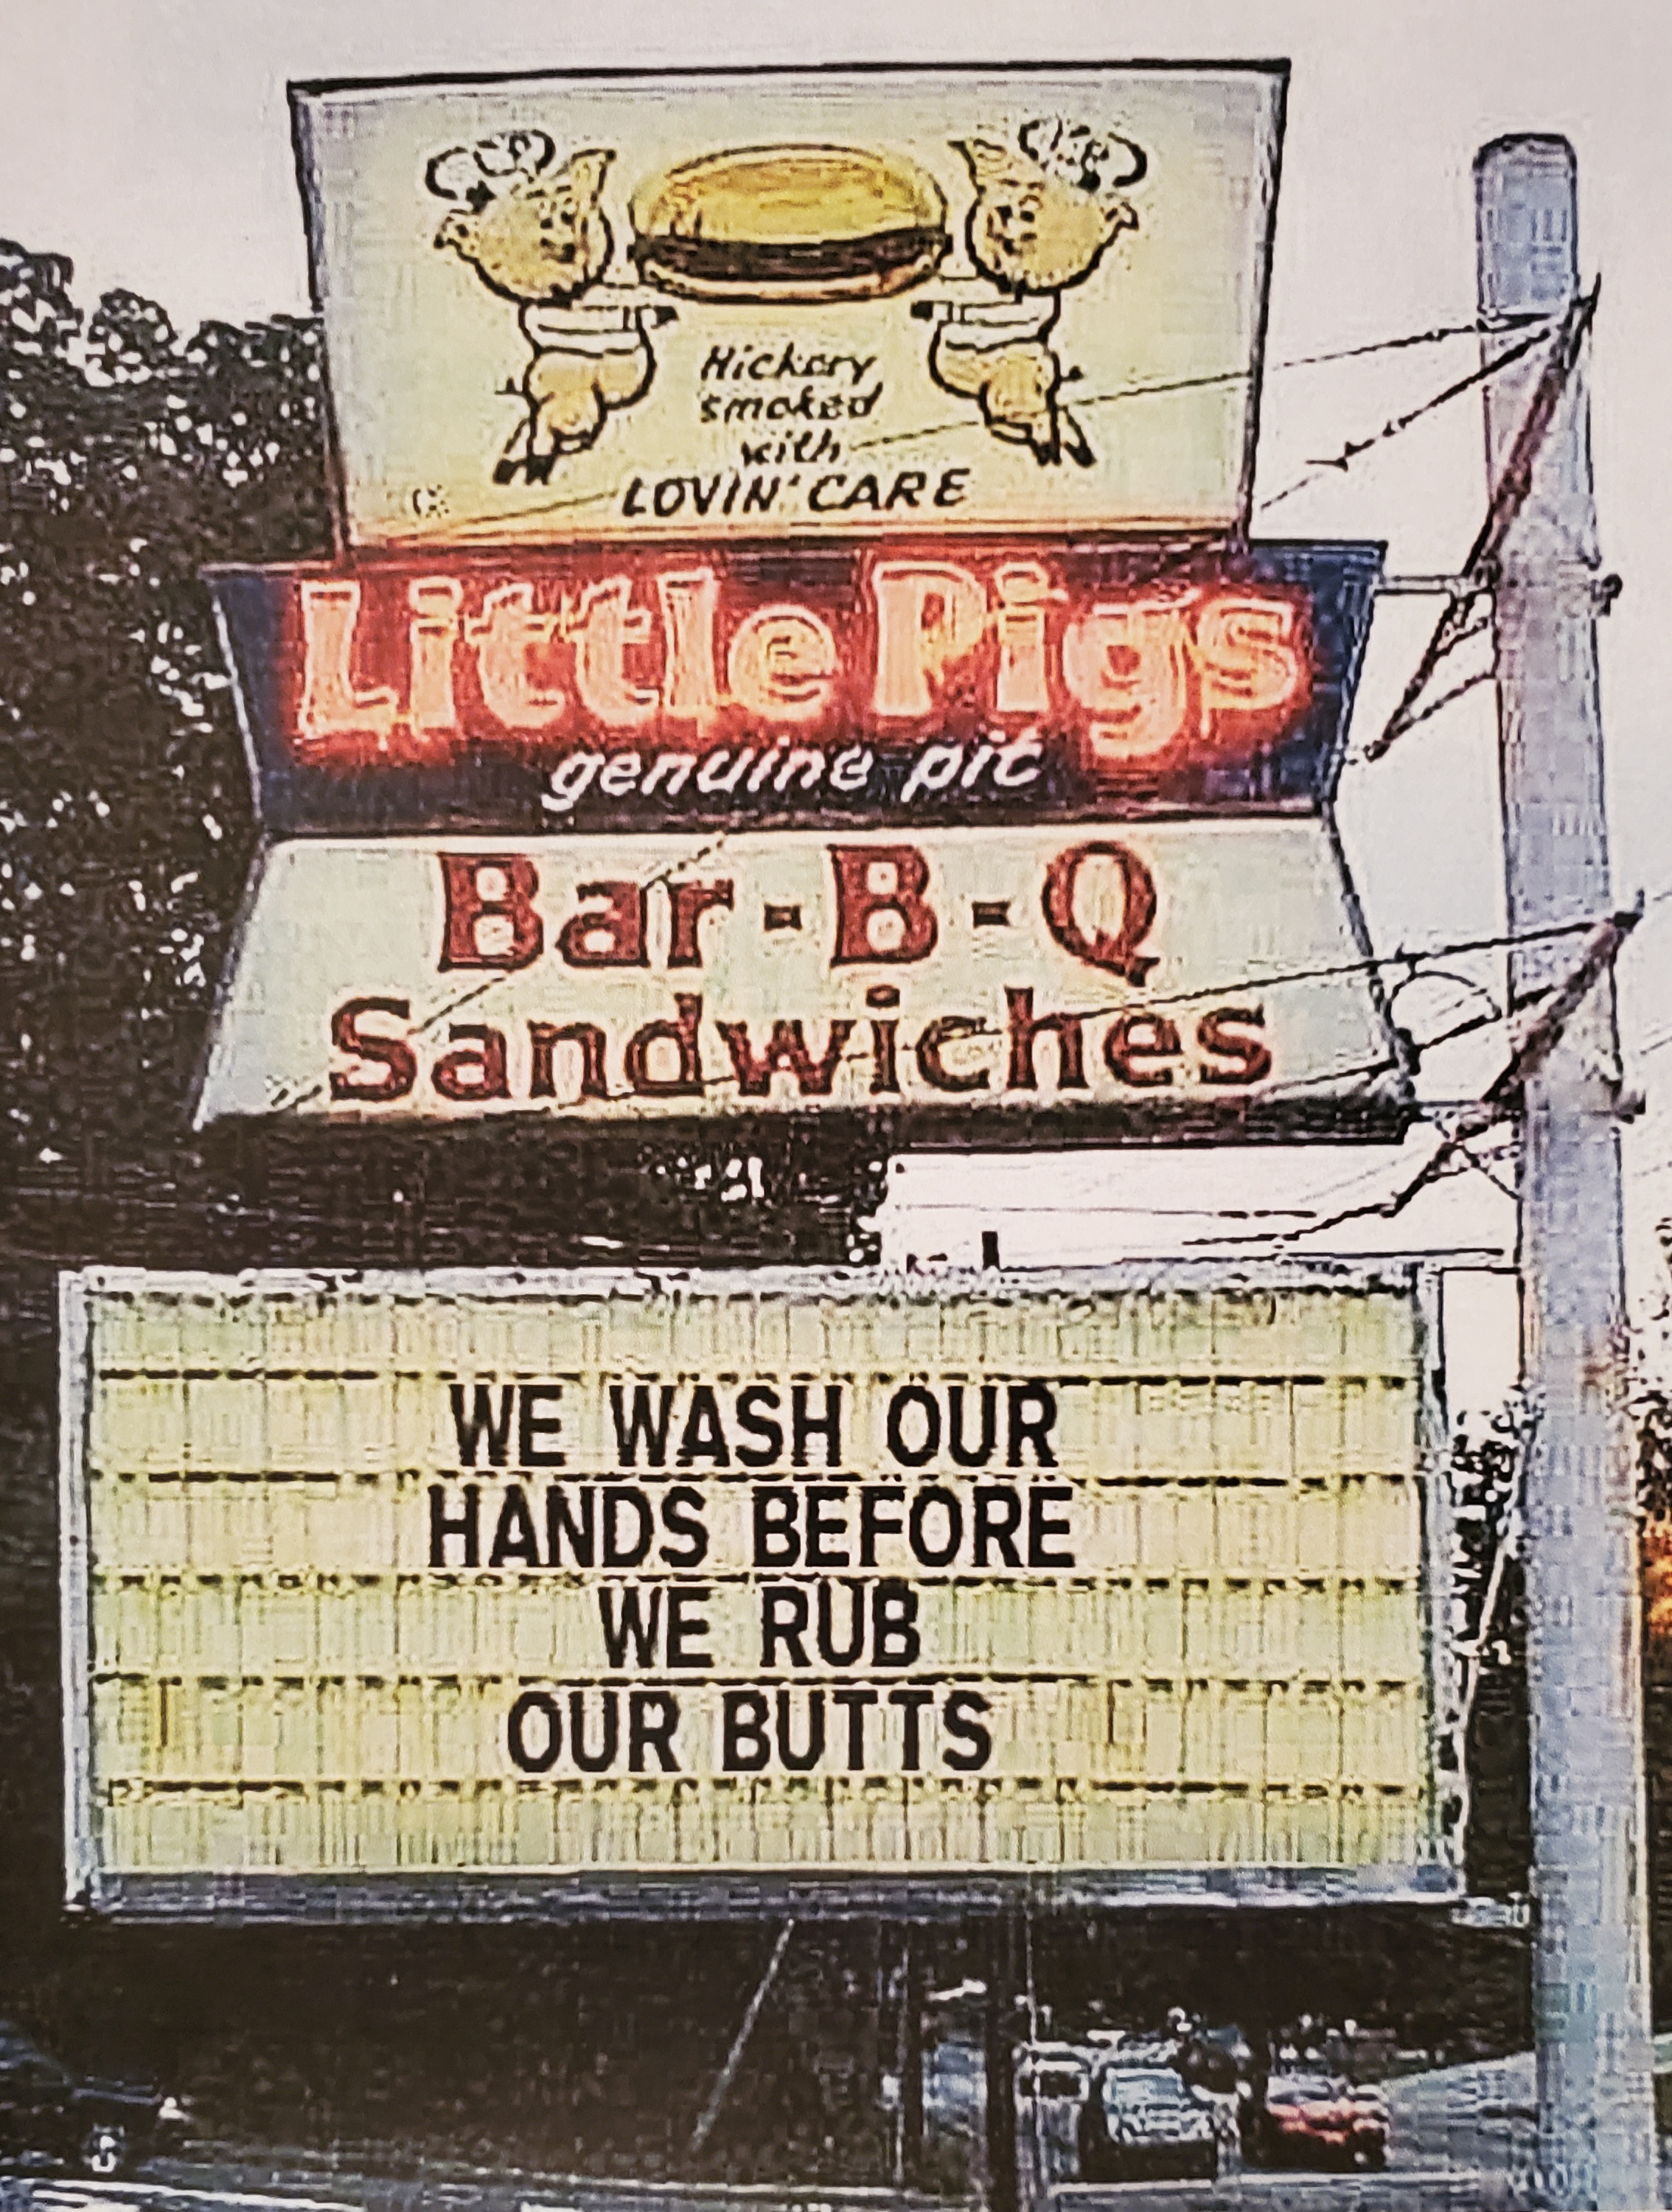 Hickory
smoked
with
LOVIN' CARE
Little Pigs
genuine pit
Bar-B-Q
Sandwiches
WE WASH OUR
HANDS BEFORE
WE RUB
OUR BUTTS